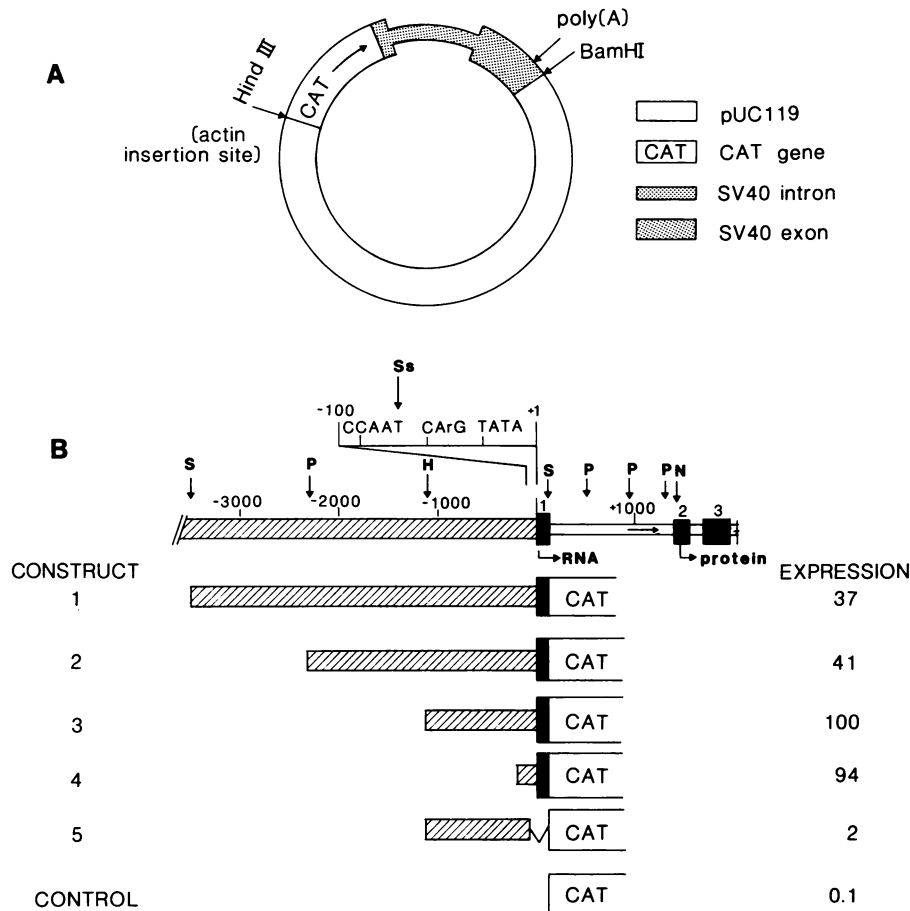 A
Hind III
CAT
(actin
insertion site)
poly(A)
BamHI
pUC119
CAT CAT gene
SV40 intron
SV40 exon
B
Ss
-100 +1
CCAAT CArG TATA
S P H S P P P N
-3000 -2000 -1000 1 +1000 2 3
RNA protein
CONSTRUCT EXPRESSION
1 CAT 37
2 CAT 41
3 CAT 100
4 CAT 94
5 CAT 2
CONTROL CAT 0.1